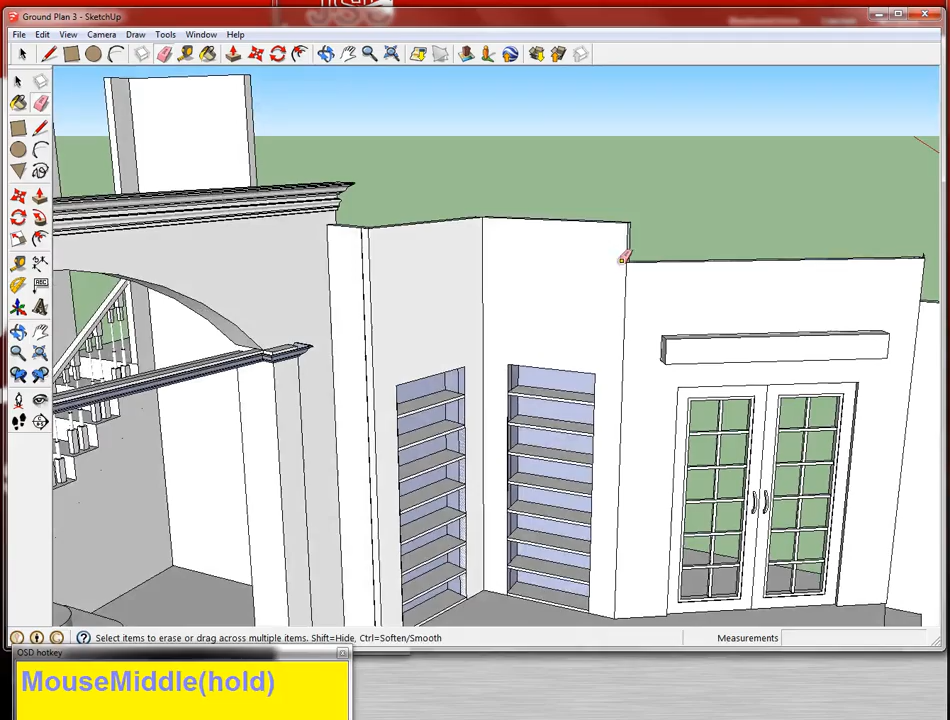 Ground Plan 3 - SketchUp
File Edit View Camera Draw Tools Window Help
ABC
Select items to erase or drag across multiple items. Shift=Hide, Ctrl=Soften/Smooth
Measurements
OSD hotkey
MouseMiddle(hold)